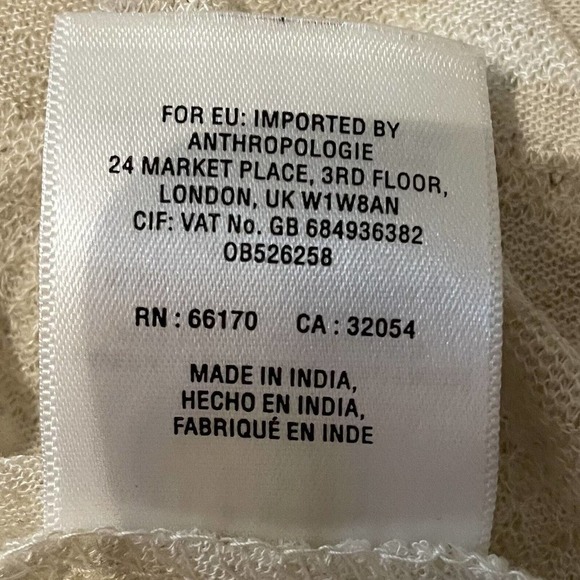 FOR EU: IMPORTED BY
ANTHROPOLOGIE
24 MARKET PLACE, 3RD FLOOR,
LONDON, UK W1W8AN
CIF: VAT No. GB 684936382
OB526258
RN : 66170 CA : 32054
MADE IN INDIA,
HECHO EN INDIA,
FABRIQUÉ EN INDE